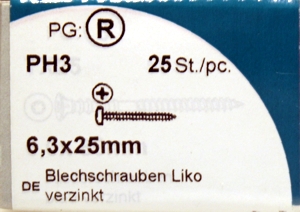 PG: R
PH3 25 St./pc.
6,3x25mm
DE Blechschrauben Liko
verzinkt